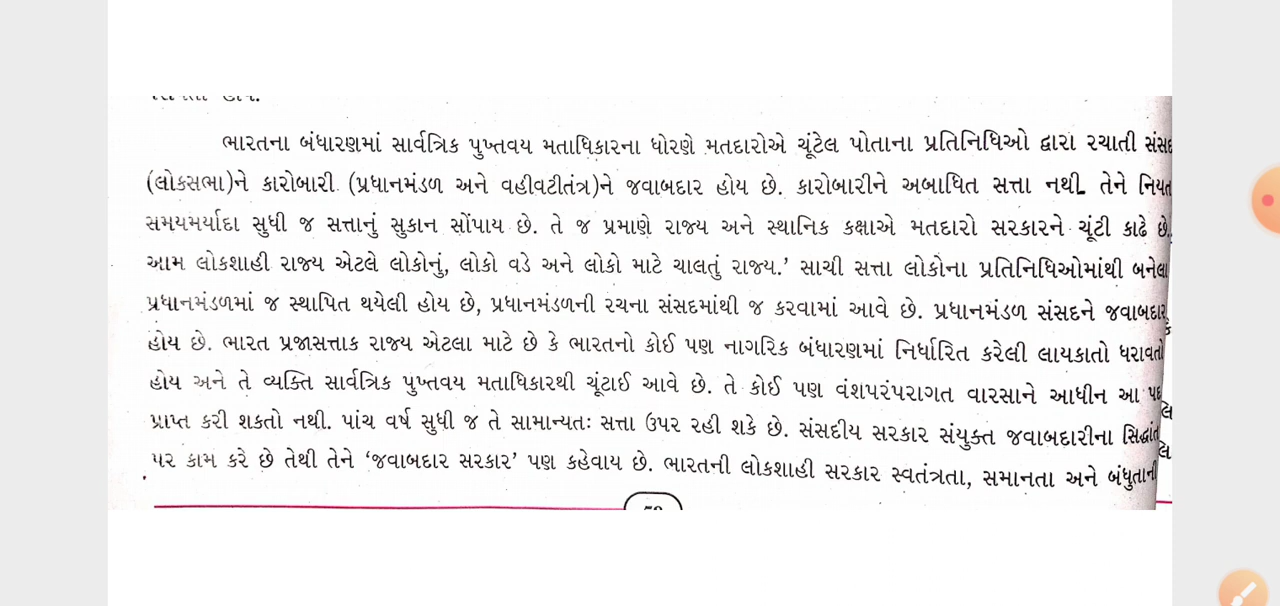 ભારતના બંધારણમાં સાર્વત્રિક પુખ્તવય મતાધિકારના ધોરણે મતદારોએ ચૂંટેલ પોતાના પ્રતિનિધિઓ દ્વારા રચાતી સંસદ
(લોકસભા)ને કારોબારી (પ્રધાનમંડળ અને વહીવટીતંત્ર)ને જવાબદાર હોય છે. કારોબારીને અબાધિત સત્તા નથી. તેને નિયત
સમયમર્યાદા સુધી જ સત્તાનું સુકાન સોંપાય છે. તે જ પ્રમાણે રાજ્ય અને સ્થાનિક કક્ષાએ મતદારો સરકારને ચૂંટી કાઢે છે.
આમ લોકશાહી રાજ્ય એટલે લોકોનું, લોકો વડે અને લોકો માટે ચાલતું રાજ્ય.’ સાચી સત્તા લોકોના પ્રતિનિધિઓમાંથી બનેલા
પ્રધાનમંડળમાં જ સ્થાપિત થયેલી હોય છે, પ્રધાનમંડળની રચના સંસદમાંથી જ કરવામાં આવે છે. પ્રધાનમંડળ સંસદને જવાબદાર
હોય છે. ભારત પ્રજાસત્તાક રાજ્ય એટલા માટે છે કે ભારતનો કોઈ પણ નાગરિક બંધારણમાં નિર્ધારિત કરેલી લાયકાતો ધરાવતો
હોય અને તે વ્યક્તિ સાર્વત્રિક પુખ્તવય મતાધિકારથી ચૂંટાઈ આવે છે. તે કોઈ પણ વંશપરંપરાગત વારસાને આધીન આ પદ
પ્રાપ્ત કરી શકતો નથી. પાંચ વર્ષ સુધી જ તે સામાન્યતઃ સત્તા ઉપર રહી શકે છે. સંસદીય સરકાર સંયુક્ત જવાબદારીના સિદ્ધાંત
પર કામ કરે છે તેથી તેને ‘જવાબદાર સરકાર’ પણ કહેવાય છે. ભારતની લોકશાહી સરકાર સ્વતંત્રતા, સમાનતા અને બંધુતાની